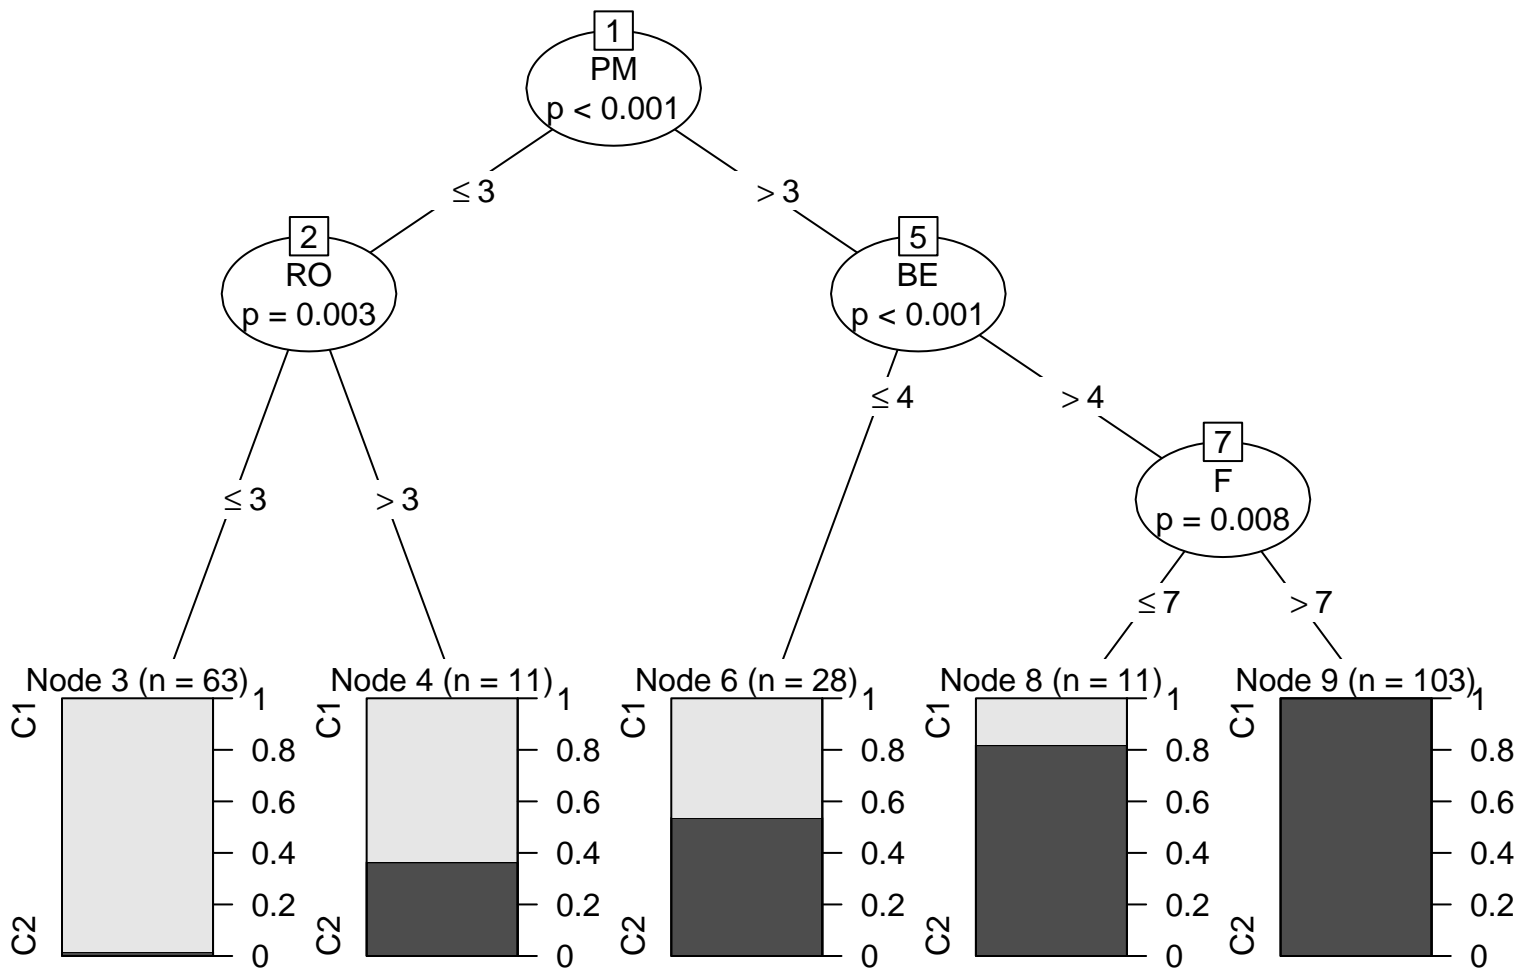 1
PM
p < 0.001
≤ 3
> 3
2
RO
p = 0.003
5
BE
p < 0.001
≤ 4
> 4
7
F
p = 0.008
≤ 3
> 3
≤ 7
> 7
Node 3 (n = 63)
C1
C2
1
0.8
0.6
0.4
0.2
0
Node 4 (n = 11)
C1
C2
1
0.8
0.6
0.4
0.2
0
Node 6 (n = 28)
C1
C2
1
0.8
0.6
0.4
0.2
0
Node 8 (n = 11)
C1
C2
1
0.8
0.6
0.4
0.2
0
Node 9 (n = 103)
C1
C2
1
0.8
0.6
0.4
0.2
0